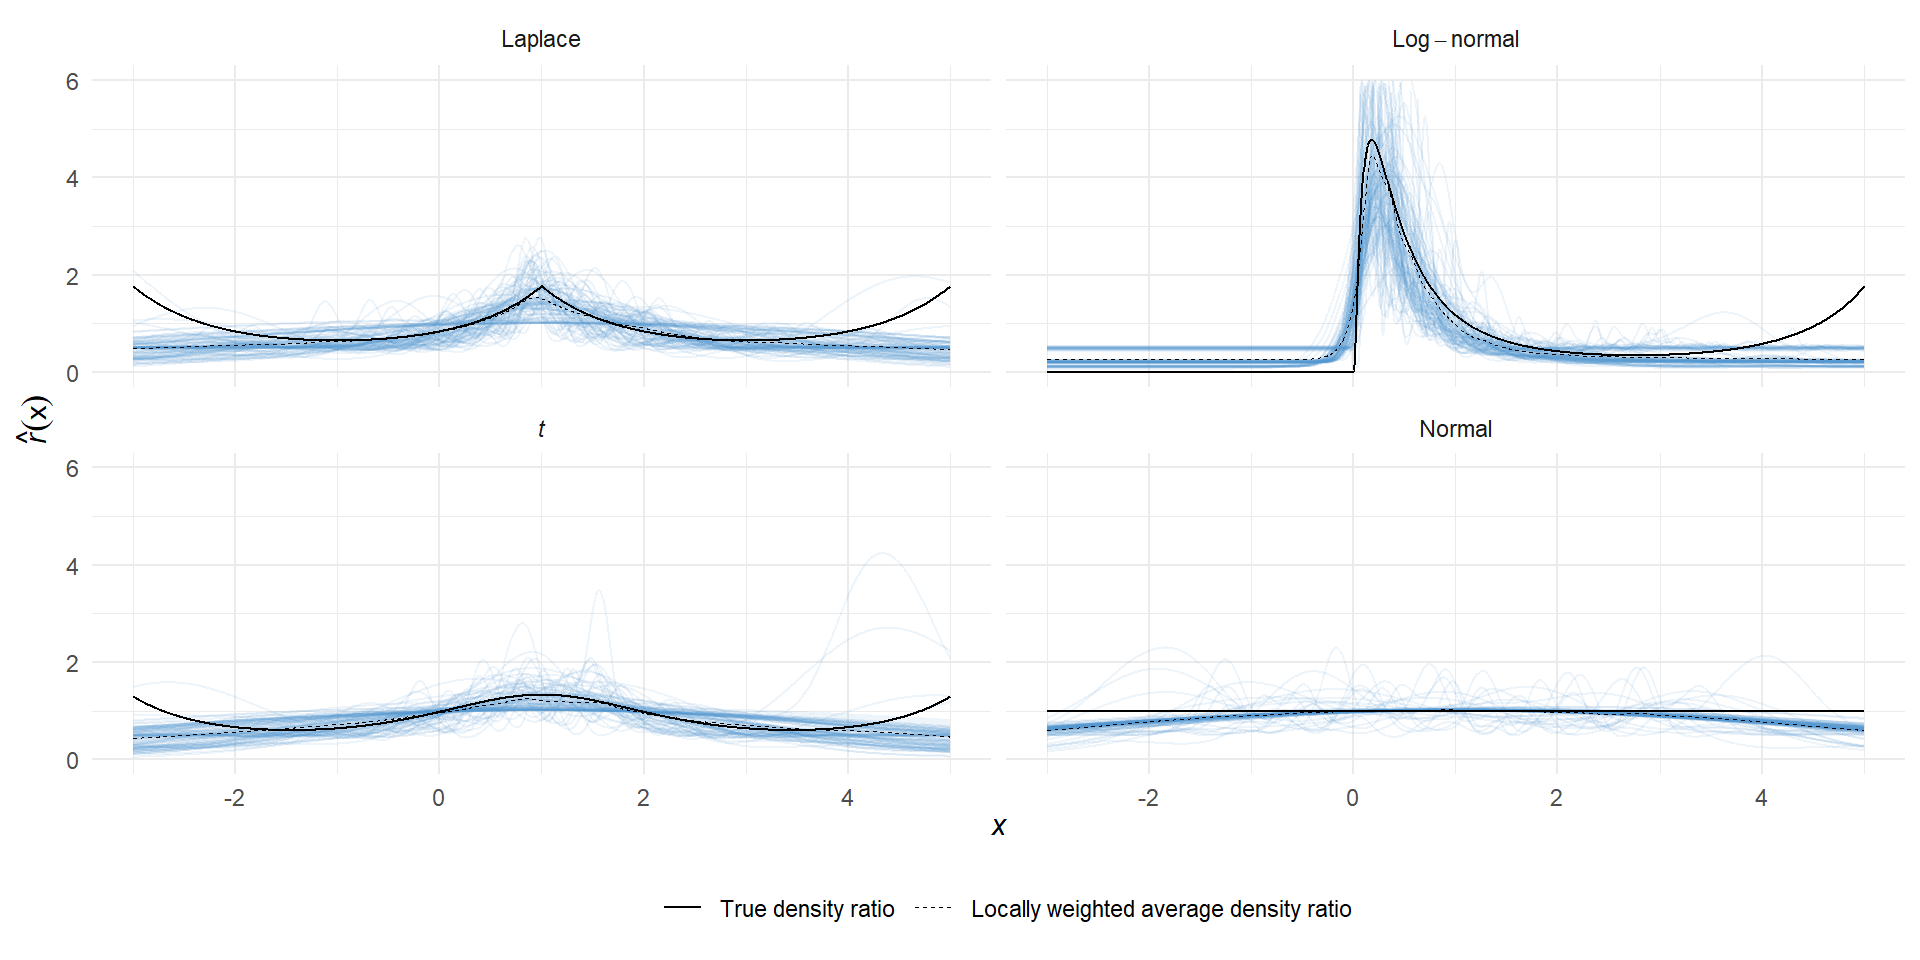 Laplace
Log – normal
6
4
2
0
t
Normal
r̂(x)
6
4
2
0
-2 0 2 4
-2 0 2 4
x
True density ratio
Locally weighted average density ratio